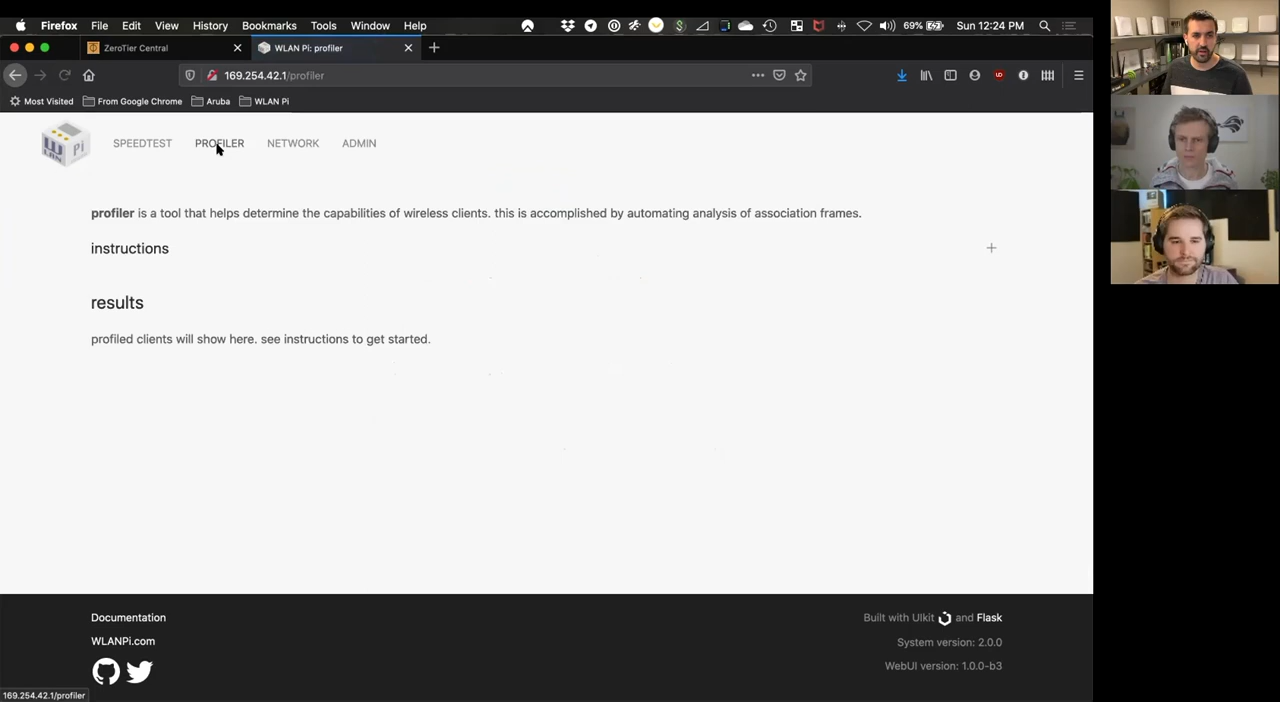 Firefox File Edit View History Bookmarks Tools Window Help 69% Sun 12:24 PM
ZeroTier Central WLAN Pi: profiler
169.254.42.1/profiler
Most Visited From Google Chrome Aruba WLAN Pi
W Pi SPEEDTEST PROFILER NETWORK ADMIN
profiler is a tool that helps determine the capabilities of wireless clients. this is accomplished by automating analysis of association frames.
instructions
results
profiled clients will show here. see instructions to get started.
Documentation
WLANPi.com
Built with UIkit and Flask
System version: 2.0.0
WebUI version: 1.0.0-b3
169.254.42.1/profiler